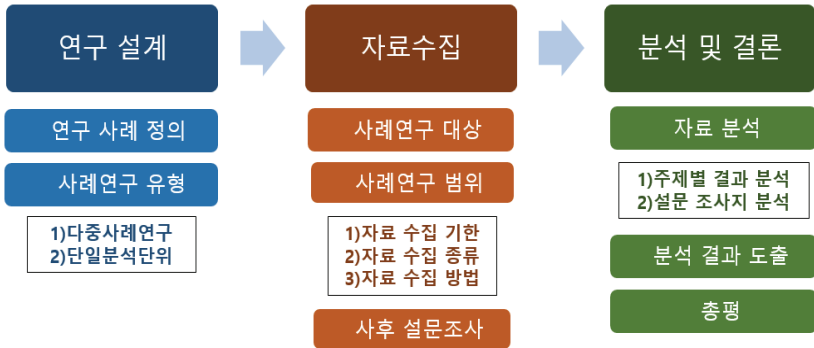 연구 설계
연구 사례 정의
사례연구 유형
1)다중사례연구
2)단일분석단위
자료수집
사례연구 대상
사례연구 범위
1)자료 수집 기한
2)자료 수집 종류
3)자료 수집 방법
사후 설문조사
분석 및 결론
자료 분석
1)주제별 결과 분석
2)설문 조사지 분석
분석 결과 도출
총평